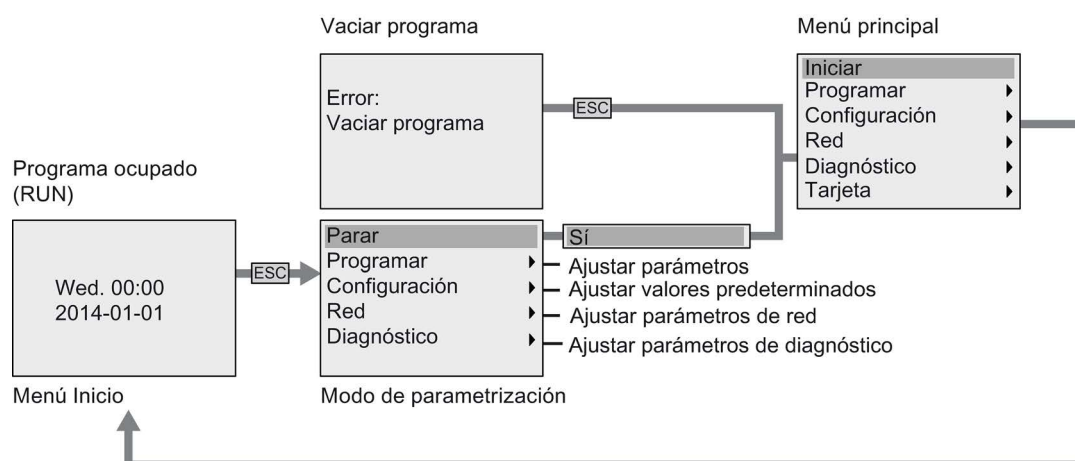 Vaciar programa
Error:
Vaciar programa
ESC
Menú principal
Iniciar
Programar
Configuración
Red
Diagnóstico
Tarjeta
Programa ocupado
(RUN)
Wed. 00:00
2014-01-01
Menú Inicio
ESC
Parar
Programar
Configuración
Red
Diagnóstico
Modo de parametrización
Sí
Ajustar parámetros
Ajustar valores predeterminados
Ajustar parámetros de red
Ajustar parámetros de diagnóstico